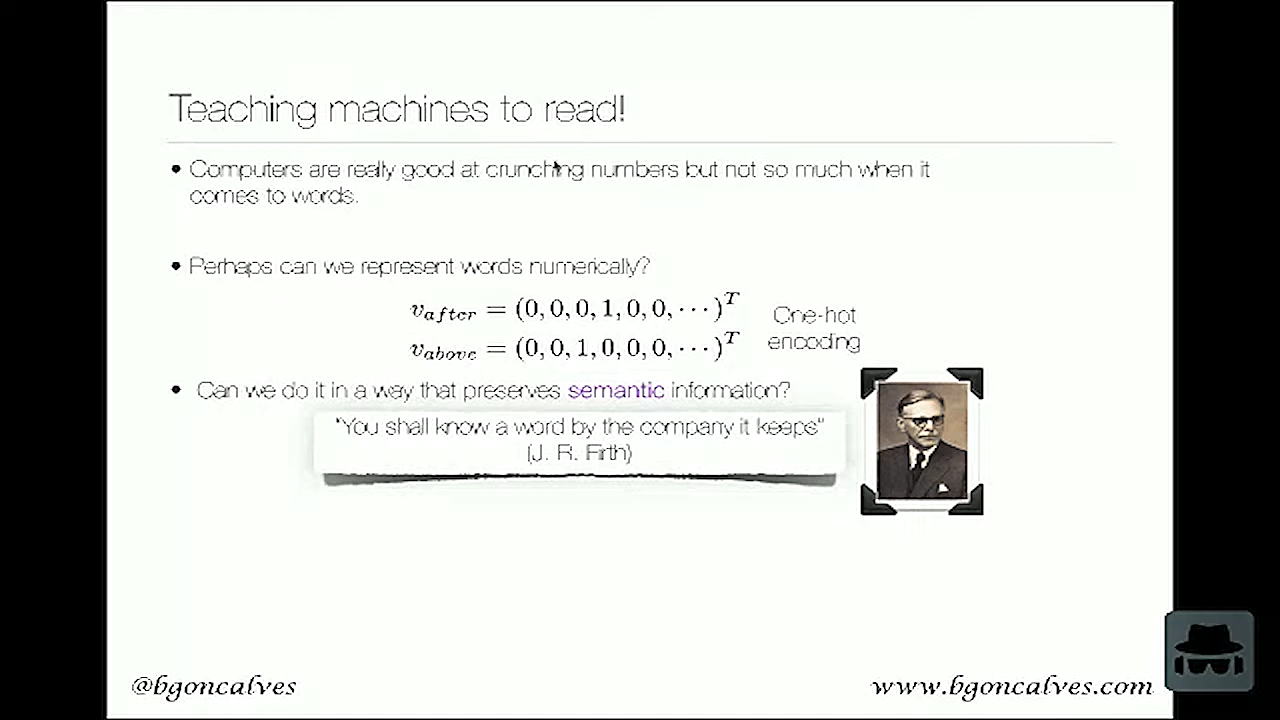 Teaching machines to read!
• Computers are really good at crunching numbers but not so much when it
comes to words.
• Perhaps can we represent words numerically?
v_after = (0, 0, 0, 1, 0, 0, ⋯)^T
v_above = (0, 0, 1, 0, 0, 0, ⋯)^T
One-hot
encoding
• Can we do it in a way that preserves semantic information?
"You shall know a word by the company it keeps"
(J. R. Firth)
@bgoncalves
www.bgoncalves.com